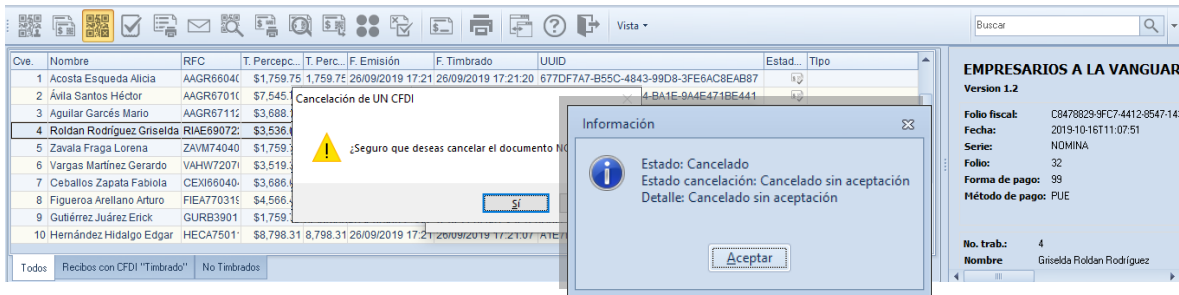 Vista
Buscar
Cve. Nombre RFC T. Percepc... T. Perc... F. Emisión F. Timbrado UUID Estad... TIpo
1 Acosta Esqueda Alicia AAGR6604( $1,759.75 1,759.75 26/09/2019 17:21 26/09/2019 17:21:20 677DF7A7-B55C-4843-99D8-3FE6AC8EAB87
2 Ávila Santos Héctor AAGR6701( $7,545. 4-BA1E-9A4E471BE441
3 Aguilar Garcés Mario AAGR67112 $3,688.
4 Roldan Rodríguez Griselda RIAE690722 $3,536.
5 Zavala Fraga Lorena ZAVM74040 $1,759.
6 Vargas Martínez Gerardo VAHW7207( $3,519.
7 Ceballos Zapata Fabiola CEXI66040 $3,686.
8 Figueroa Arellano Arturo FIEA770319 $4,566.
9 Gutiérrez Juárez Erick GURB3901 $1,759.
10 Hernández Hidalgo Edgar HECA7501 $8,798.31 8,798.31 26/09/2019 17:21 26/09/2019 17:21:07
Todos Recibos con CFDI "Timbrado" No Timbrados
Cancelación de UN CFDI
¿Seguro que deseas cancelar el documento
Sí
Información
Estado: Cancelado
Estado cancelación: Cancelado sin aceptación
Detalle: Cancelado sin aceptación
Aceptar
EMPRESARIOS A LA VANGUAR
Version 1.2
Folio fiscal: C8478829-9FC7-4412-8547-143
Fecha: 2019-10-16T11:07:51
Serie: NOMINA
Folio: 32
Forma de pago: 99
Método de pago: PUE
No. trab.: 4
Nombre Griselda Roldan Rodríguez